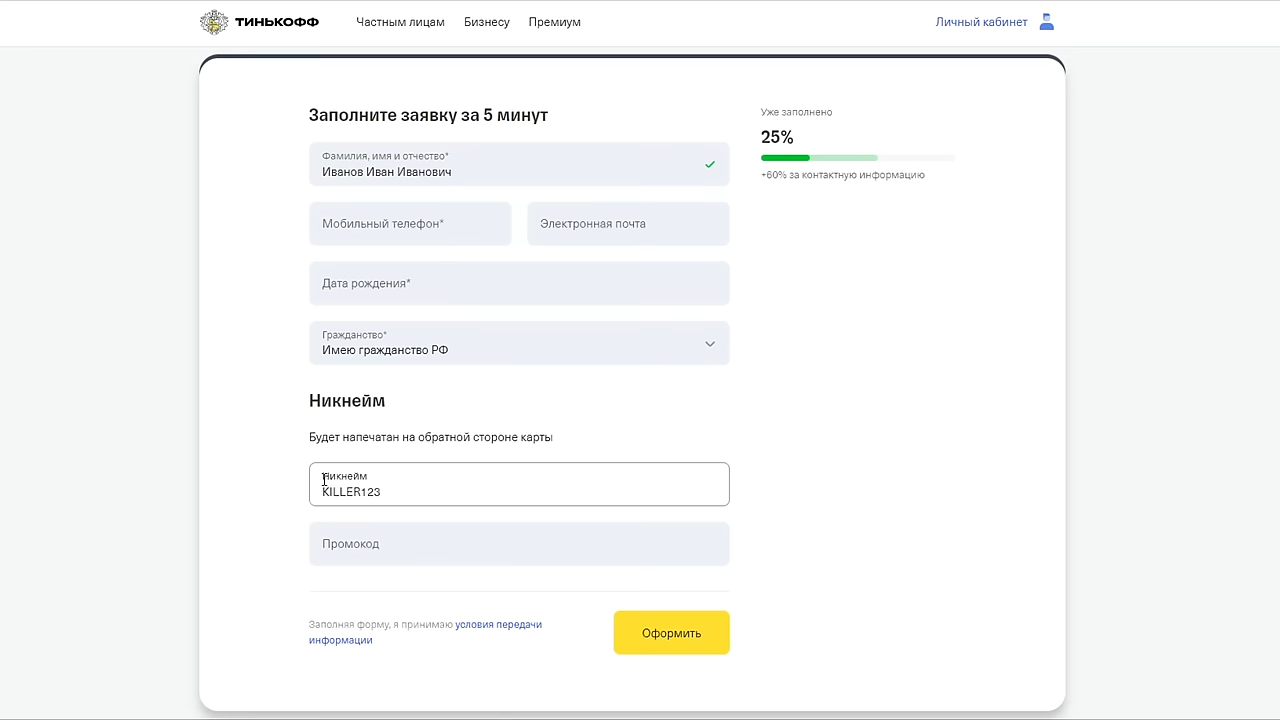 ТИНЬКОФФ Частным лицам Бизнесу Премиум Личный кабинет
Заполните заявку за 5 минут
Фамилия, имя и отчество*
Иванов Иван Иванович
Мобильный телефон* Электронная почта
Дата рождения*
Гражданство*
Имею гражданство РФ
Никнейм
Будет напечатан на обратной стороне карты
Никнейм
KILLER123
Промокод
Заполняя форму, я принимаю условия передачи
информации
Оформить
Уже заполнено
25%
+60% за контактную информацию